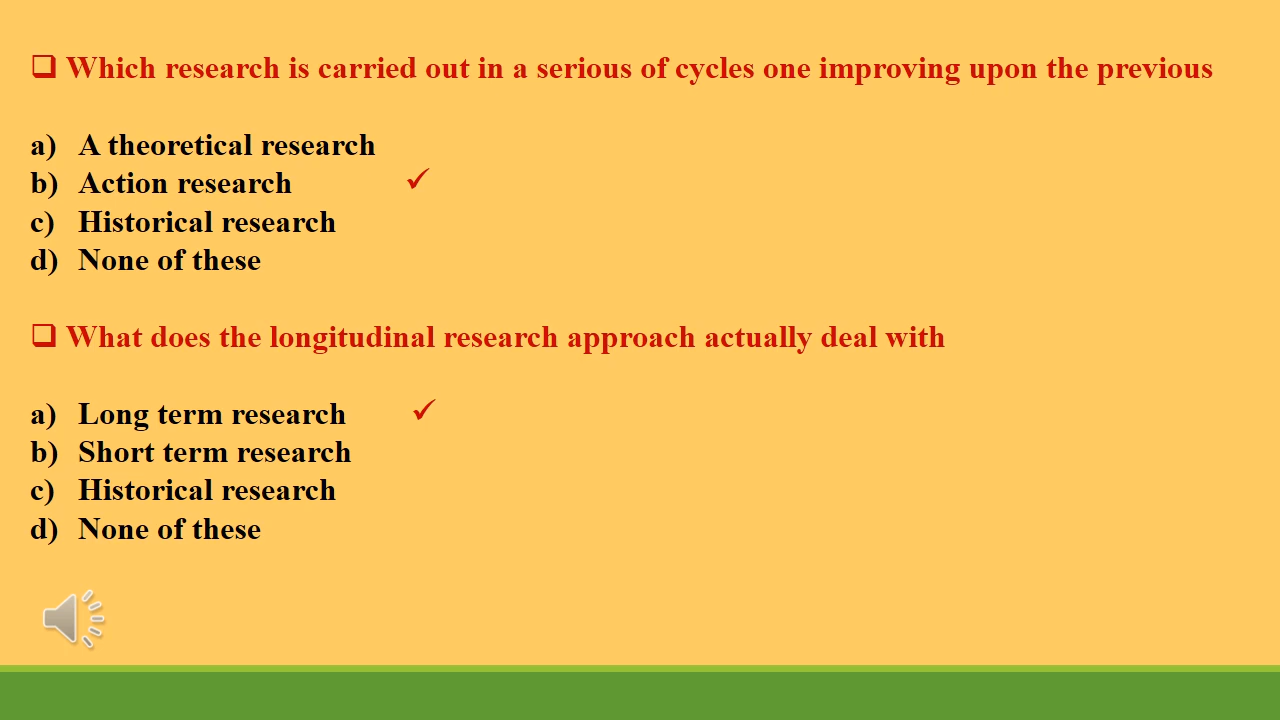 ❑ Which research is carried out in a serious of cycles one improving upon the previous
a) A theoretical research
b) Action research ✓
c) Historical research
d) None of these
❑ What does the longitudinal research approach actually deal with
a) Long term research ✓
b) Short term research
c) Historical research
d) None of these